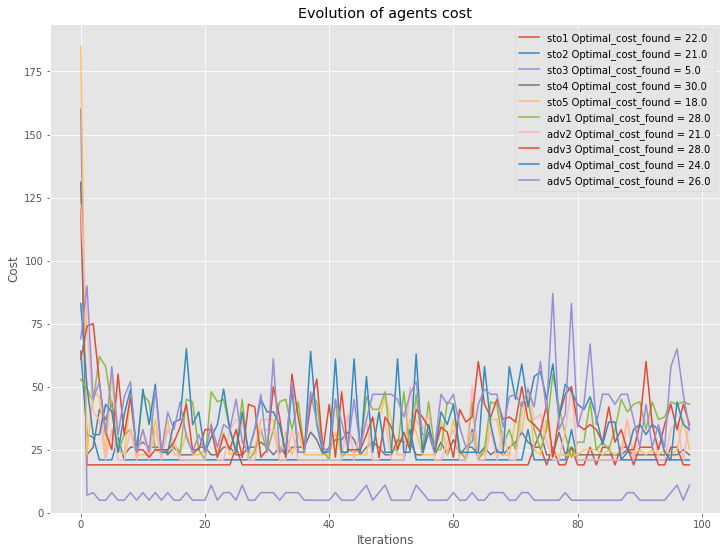 Evolution of agents cost
sto1 Optimal_cost_found = 22.0
sto2 Optimal_cost_found = 21.0
sto3 Optimal_cost_found = 5.0
sto4 Optimal_cost_found = 30.0
sto5 Optimal_cost_found = 18.0
adv1 Optimal_cost_found = 28.0
adv2 Optimal_cost_found = 21.0
adv3 Optimal_cost_found = 28.0
adv4 Optimal_cost_found = 24.0
adv5 Optimal_cost_found = 26.0
175
150
125
100
75
50
25
0
Cost
0 20 40 60 80 100
Iterations